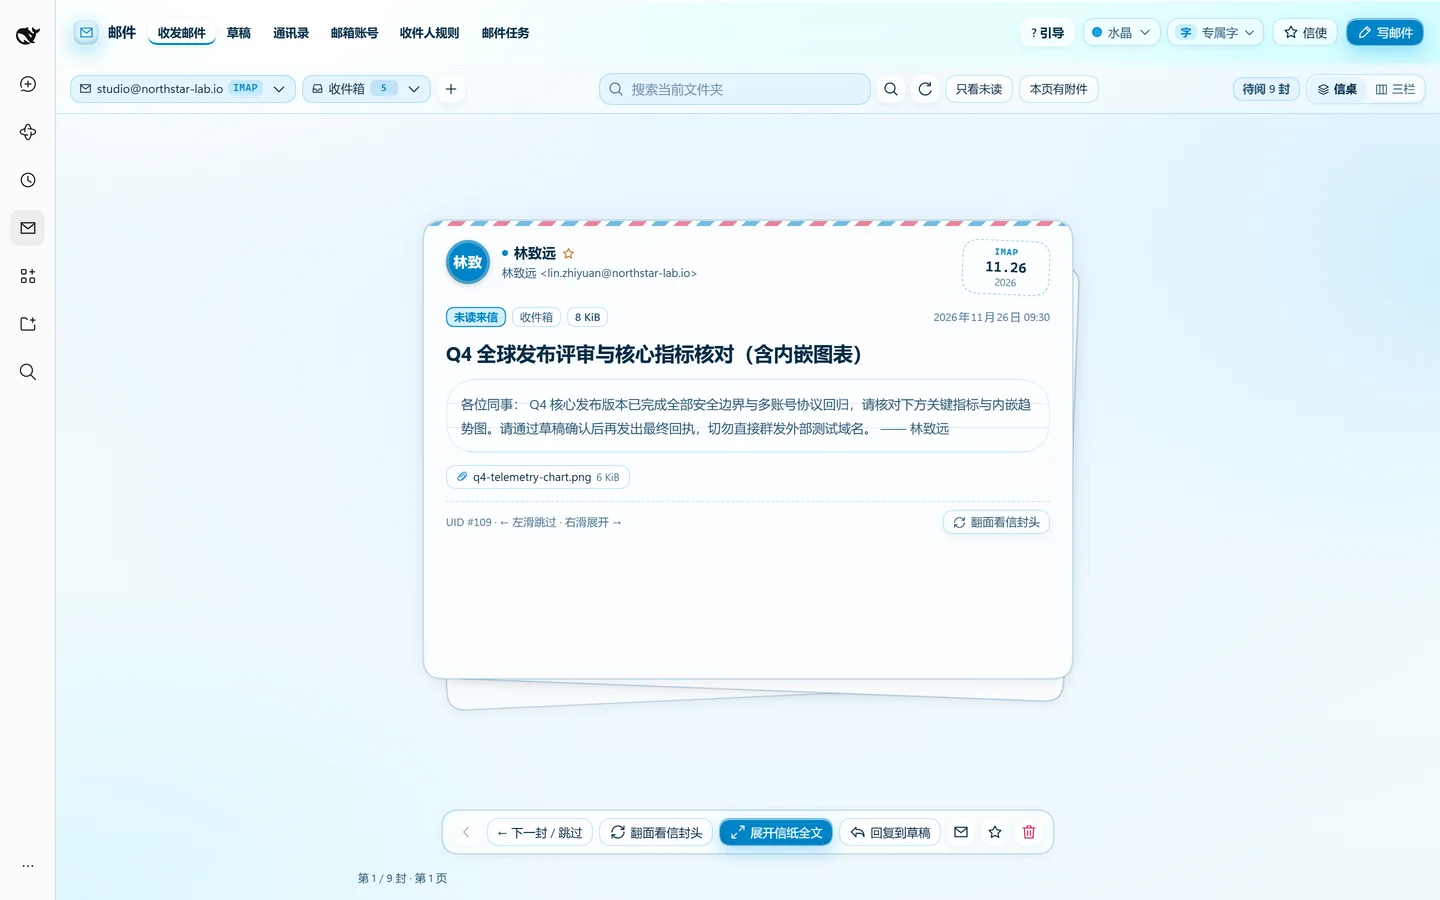 邮件 收发邮件 草稿 通讯录 邮箱账号 收件人规则 邮件任务 ? 引导 水晶 字 专属字 信使 写邮件
studio@northstar-lab.io IMAP 收件箱 5 搜索当前文件夹 只看未读 本页有附件 待阅 9 封 信桌 三栏
林致 林致远
林致远 <lin.zhiyuan@northstar-lab.io>
IMAP
11.26
2026
未读来信 收件箱 8 KiB 2026年11月26日 09:30
Q4 全球发布评审与核心指标核对（含内嵌图表）
各位同事： Q4 核心发布版本已完成全部安全边界与多账号协议回归，请核对下方关键指标与内嵌趋
势图。请通过草稿确认后再发出最终回执，切勿直接群发外部测试域名。 —— 林致远
q4-telemetry-chart.png 6 KiB
UID #109 · ← 左滑跳过 · 右滑展开 → 翻面看信封头
← 下一封 / 跳过 翻面看信封头 展开信纸全文 回复到草稿
第 1 / 9 封 · 第 1 页